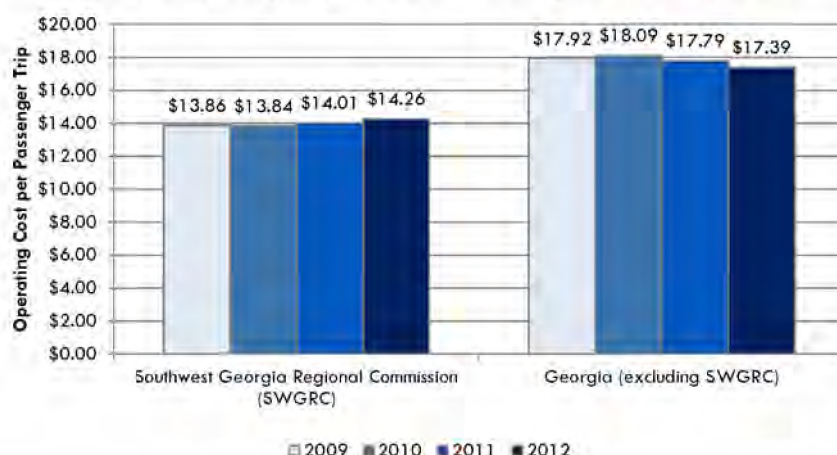 $20.00
$18.00
$16.00
$14.00
$12.00
$10.00
$8.00
$6.00
$4.00
$2.00
$0.00
Operating Cost per Passenger Trip
$13.86 $13.84 $14.01 $14.26
$17.92 $18.09 $17.79 $17.39
Southwest Georgia Regional Commission
(SWGRC)
Georgia (excluding SWGRC)
2009 2010 2011 2012